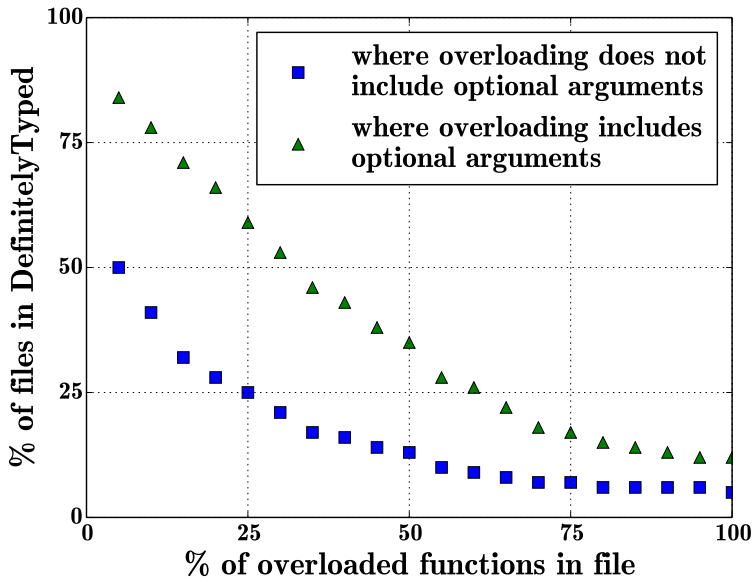 100
75
50
25
0
% of files in DefinitelyTyped
where overloading does not
include optional arguments
where overloading includes
optional arguments
0 25 50 75 100
% of overloaded functions in file